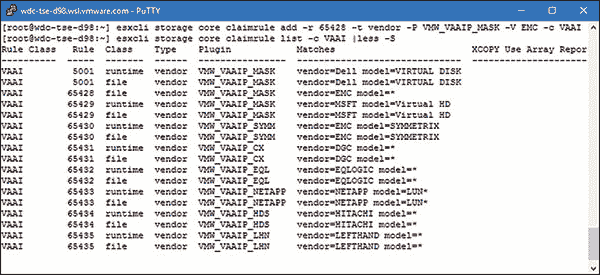 wdc-tse-d98.wsl.vmware.com - PuTTY
[root@wdc-tse-d98:~] esxcli storage core claimrule add -r 65428 -t vendor -P VMW_VAAIP_MASK -V EMC -c VAAI
[root@wdc-tse-d98:~] esxcli storage core claimrule list -c VAAI |less -S
Rule Class Rule Class Type Plugin Matches XCOPY Use Array Repor
---------- ----- ------- ------ ---------------- ---------------------------- ---------------------
VAAI 5001 runtime vendor VMW_VAAIP_MASK vendor=Dell model=VIRTUAL DISK
VAAI 5001 file vendor VMW_VAAIP_MASK vendor=Dell model=VIRTUAL DISK
VAAI 65428 file vendor VMW_VAAIP_MASK vendor=EMC model=*
VAAI 65429 runtime vendor VMW_VAAIP_MASK vendor=MSFT model=Virtual HD
VAAI 65429 file vendor VMW_VAAIP_MASK vendor=MSFT model=Virtual HD
VAAI 65430 runtime vendor VMW_VAAIP_SYMM vendor=EMC model=SYMMETRIX
VAAI 65430 file vendor VMW_VAAIP_SYMM vendor=EMC model=SYMMETRIX
VAAI 65431 runtime vendor VMW_VAAIP_CX vendor=DGC model=*
VAAI 65431 file vendor VMW_VAAIP_CX vendor=DGC model=*
VAAI 65432 runtime vendor VMW_VAAIP_EQL vendor=EQLOGIC model=*
VAAI 65432 file vendor VMW_VAAIP_EQL vendor=EQLOGIC model=*
VAAI 65433 runtime vendor VMW_VAAIP_NETAPP vendor=NETAPP model=LUN*
VAAI 65433 file vendor VMW_VAAIP_NETAPP vendor=NETAPP model=LUN*
VAAI 65434 runtime vendor VMW_VAAIP_HDS vendor=HITACHI model=*
VAAI 65434 file vendor VMW_VAAIP_HDS vendor=HITACHI model=*
VAAI 65435 runtime vendor VMW_VAAIP_LHN vendor=LEFTHAND model=*
VAAI 65435 file vendor VMW_VAAIP_LHN vendor=LEFTHAND model=*